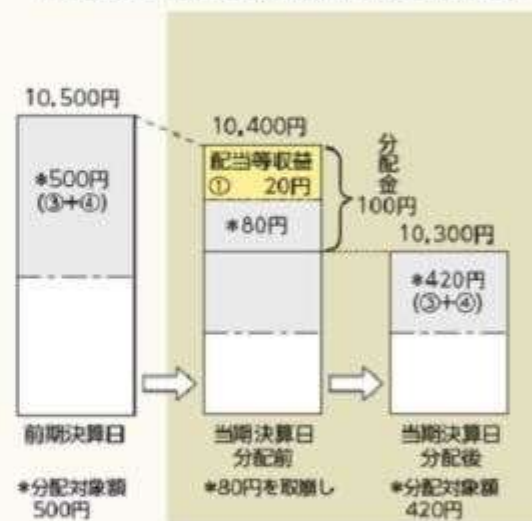 10,500円
*500円
(③+④)
前期決算日
*分配対象額
500円
10,400円
配当等収益
① 20円
*80円
分配金
100円
当期決算日
分配前
*80円を取崩し
10,300円
*420円
(③+④)
当期決算日
分配後
*分配対象額
420円